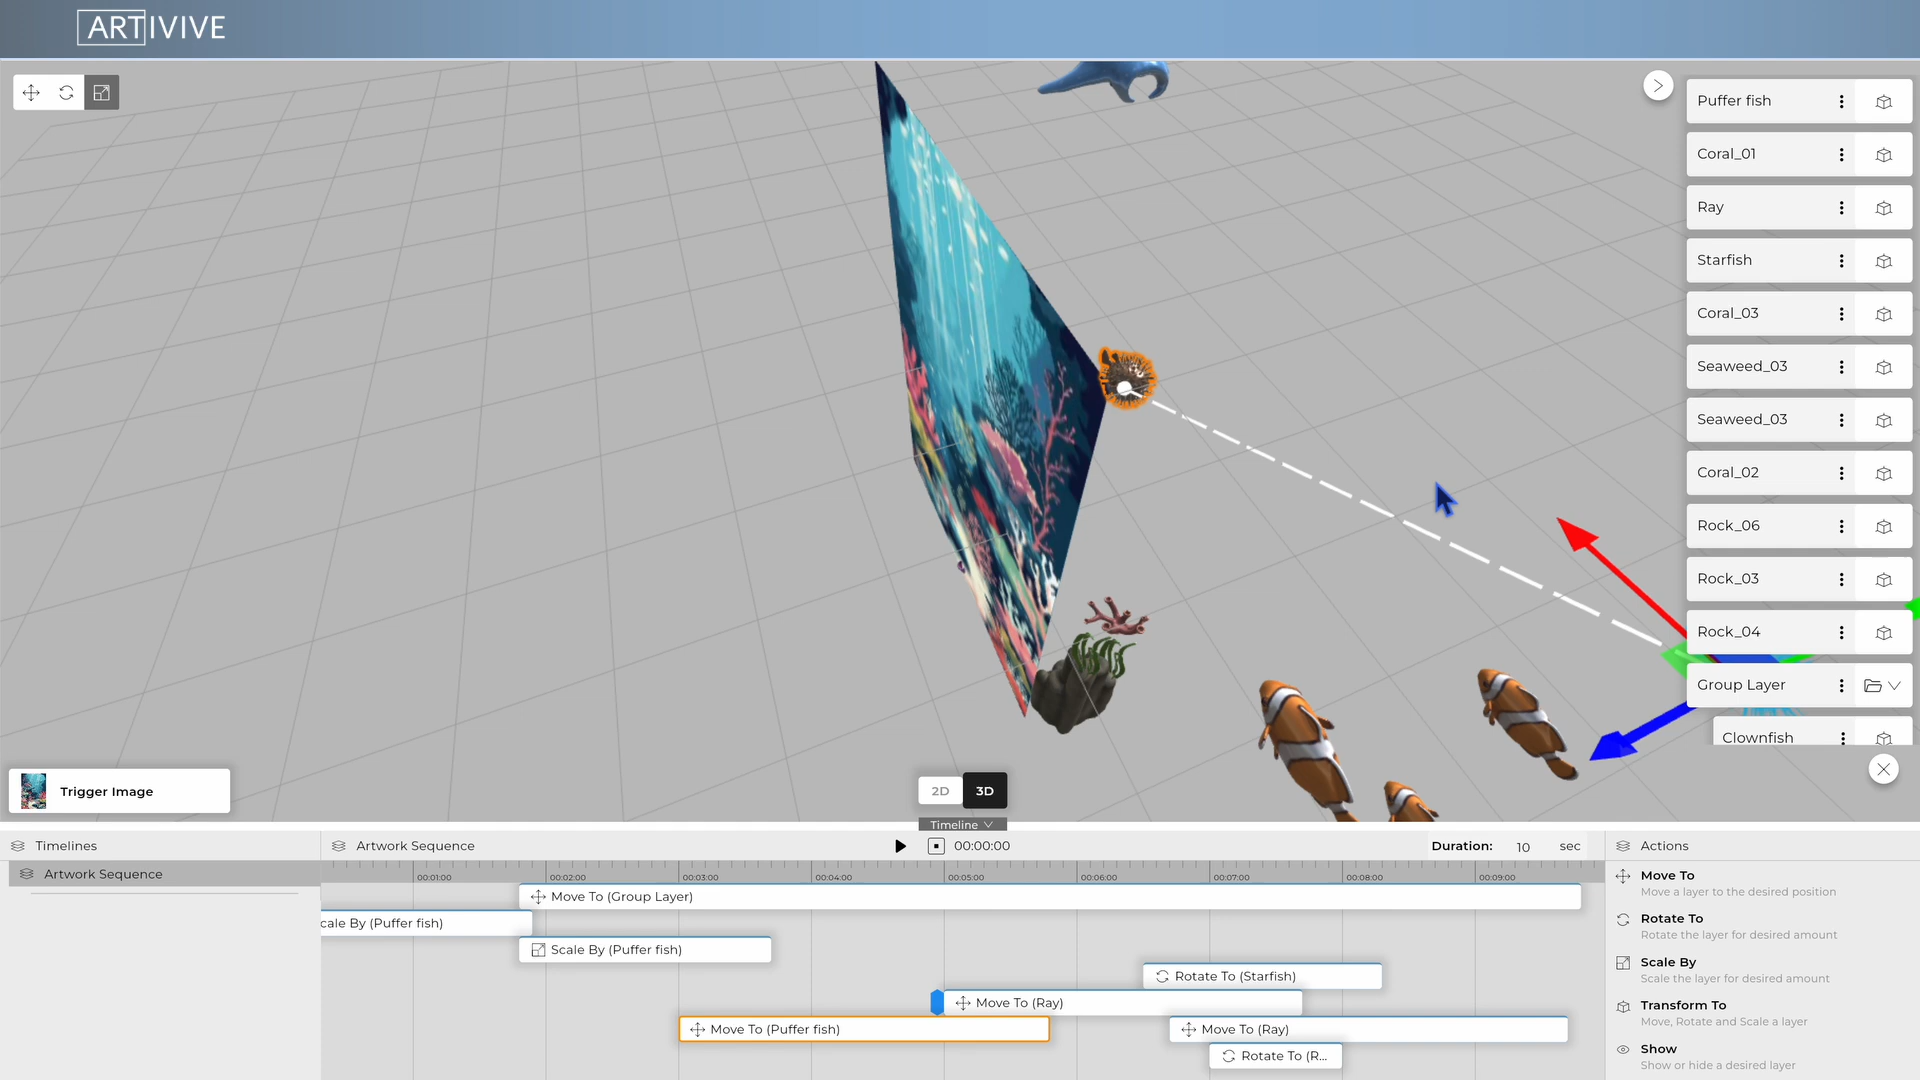 ARTIVIVE
Puffer fish
Coral_01
Ray
Starfish
Coral_03
Seaweed_03
Seaweed_03
Coral_02
Rock_06
Rock_03
Rock_04
Group Layer
Clownfish
Trigger Image
2D 3D
Timeline
Timelines
Artwork Sequence
Artwork Sequence
00:00:00
Duration: 10 sec
00:01:00 00:02:00 00:03:00 00:04:00 00:05:00 00:06:00 00:07:00 00:08:00 00:09:00
Move To (Group Layer)
cale By (Puffer fish)
Scale By (Puffer fish)
Rotate To (Starfish)
Move To (Ray)
Move To (Puffer fish)
Move To (Ray)
Rotate To (R...
Actions
Move To
Move a layer to the desired position
Rotate To
Rotate the layer for desired amount
Scale By
Scale the layer for desired amount
Transform To
Move, Rotate and Scale a layer
Show
Show or hide a desired layer